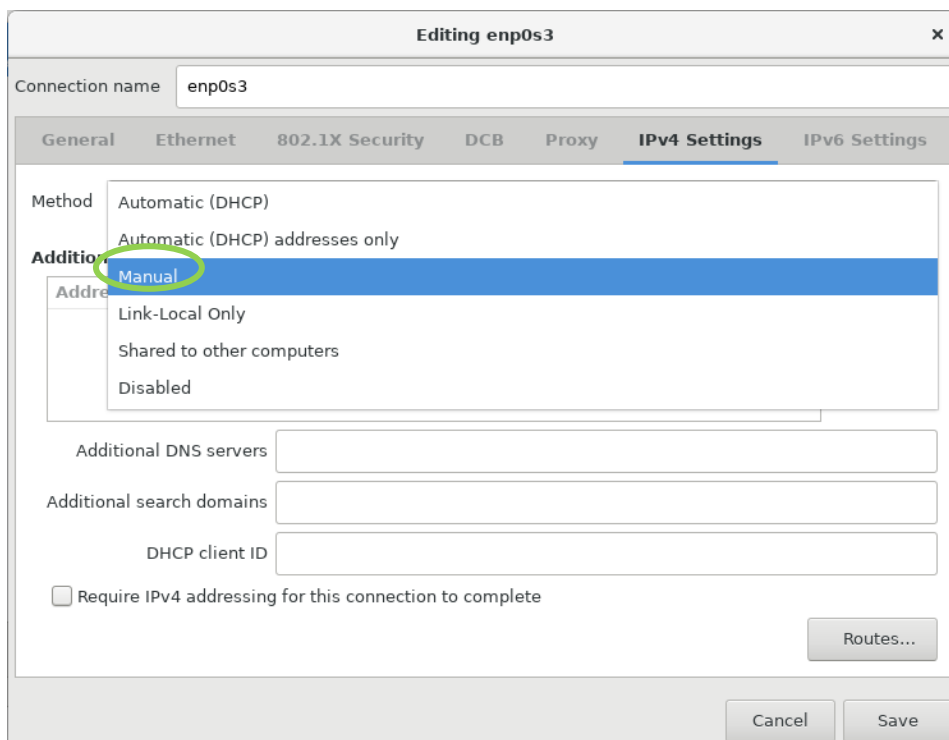 Editing enp0s3 ×
Connection name enp0s3
General Ethernet 802.1X Security DCB Proxy IPv4 Settings IPv6 Settings
Method Automatic (DHCP)
Automatic (DHCP) addresses only
Addition
Manual
Addre
Link-Local Only
Shared to other computers
Disabled
Additional DNS servers
Additional search domains
DHCP client ID
Require IPv4 addressing for this connection to complete
Routes...
Cancel Save